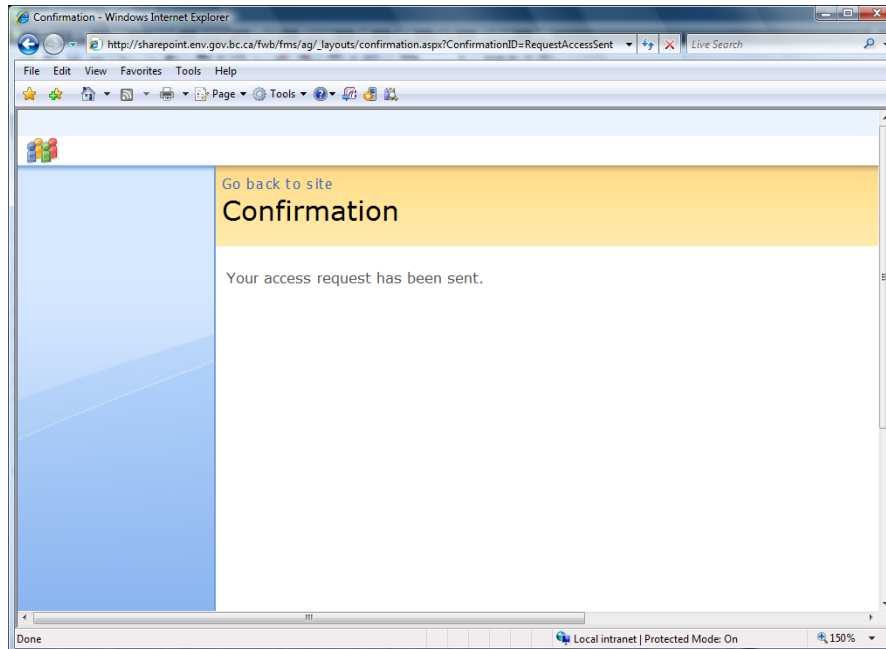 Confirmation - Windows Internet Explorer
http://sharepoint.env.gov.bc.ca/fwb/fms/ag/_layouts/confirmation.aspx?ConfirmationID=RequestAccessSent
Live Search
File Edit View Favorites Tools Help
Page Tools
Go back to site
Confirmation
Your access request has been sent.
Done
Local intranet | Protected Mode: On
150%